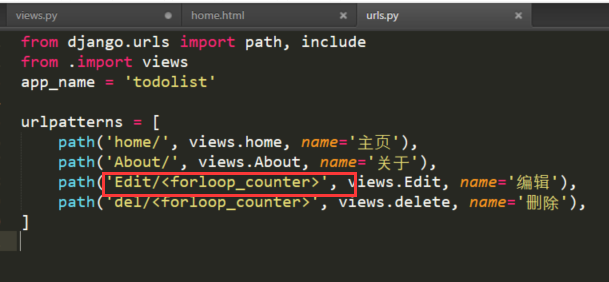 views.py home.html urls.py
from django.urls import path, include
from .import views
app_name = 'todolist'
urlpatterns = [
path('home/', views.home, name='主页'),
path('About/', views.About, name='关于'),
path('Edit/<forloop_counter>', views.Edit, name='编辑'),
path('del/<forloop_counter>', views.delete, name='删除'),
]